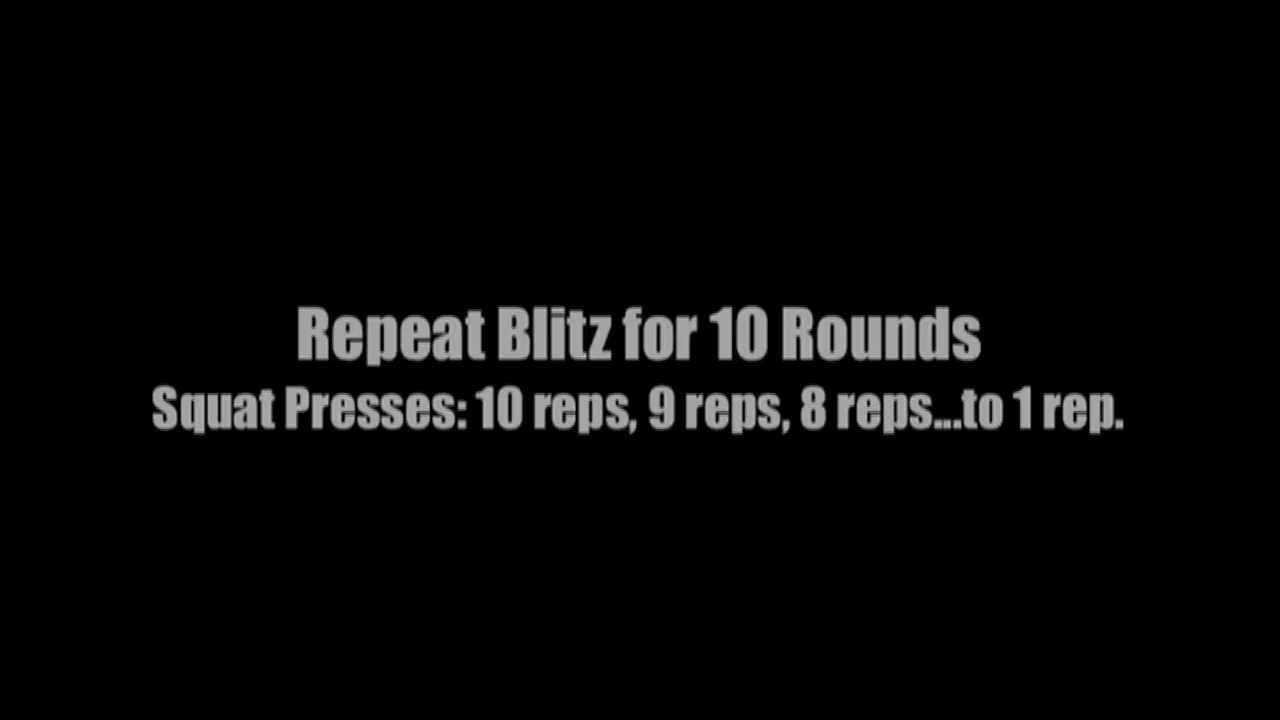 Repeat Blitz for 10 Rounds
Squat Presses: 10 reps, 9 reps, 8 reps...to 1 rep.